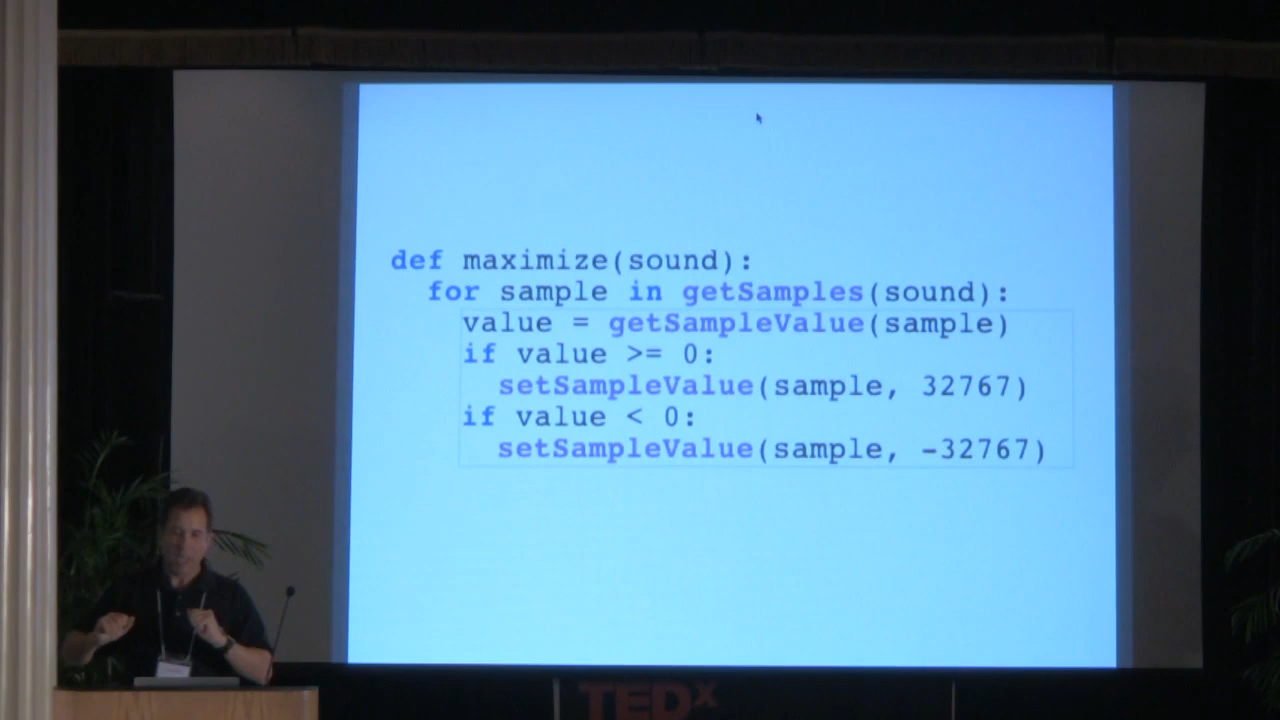 def maximize(sound):
for sample in getSamples(sound):
value = getSampleValue(sample)
if value >= 0:
setSampleValue(sample, 32767)
if value < 0:
setSampleValue(sample, -32767)
TEDx